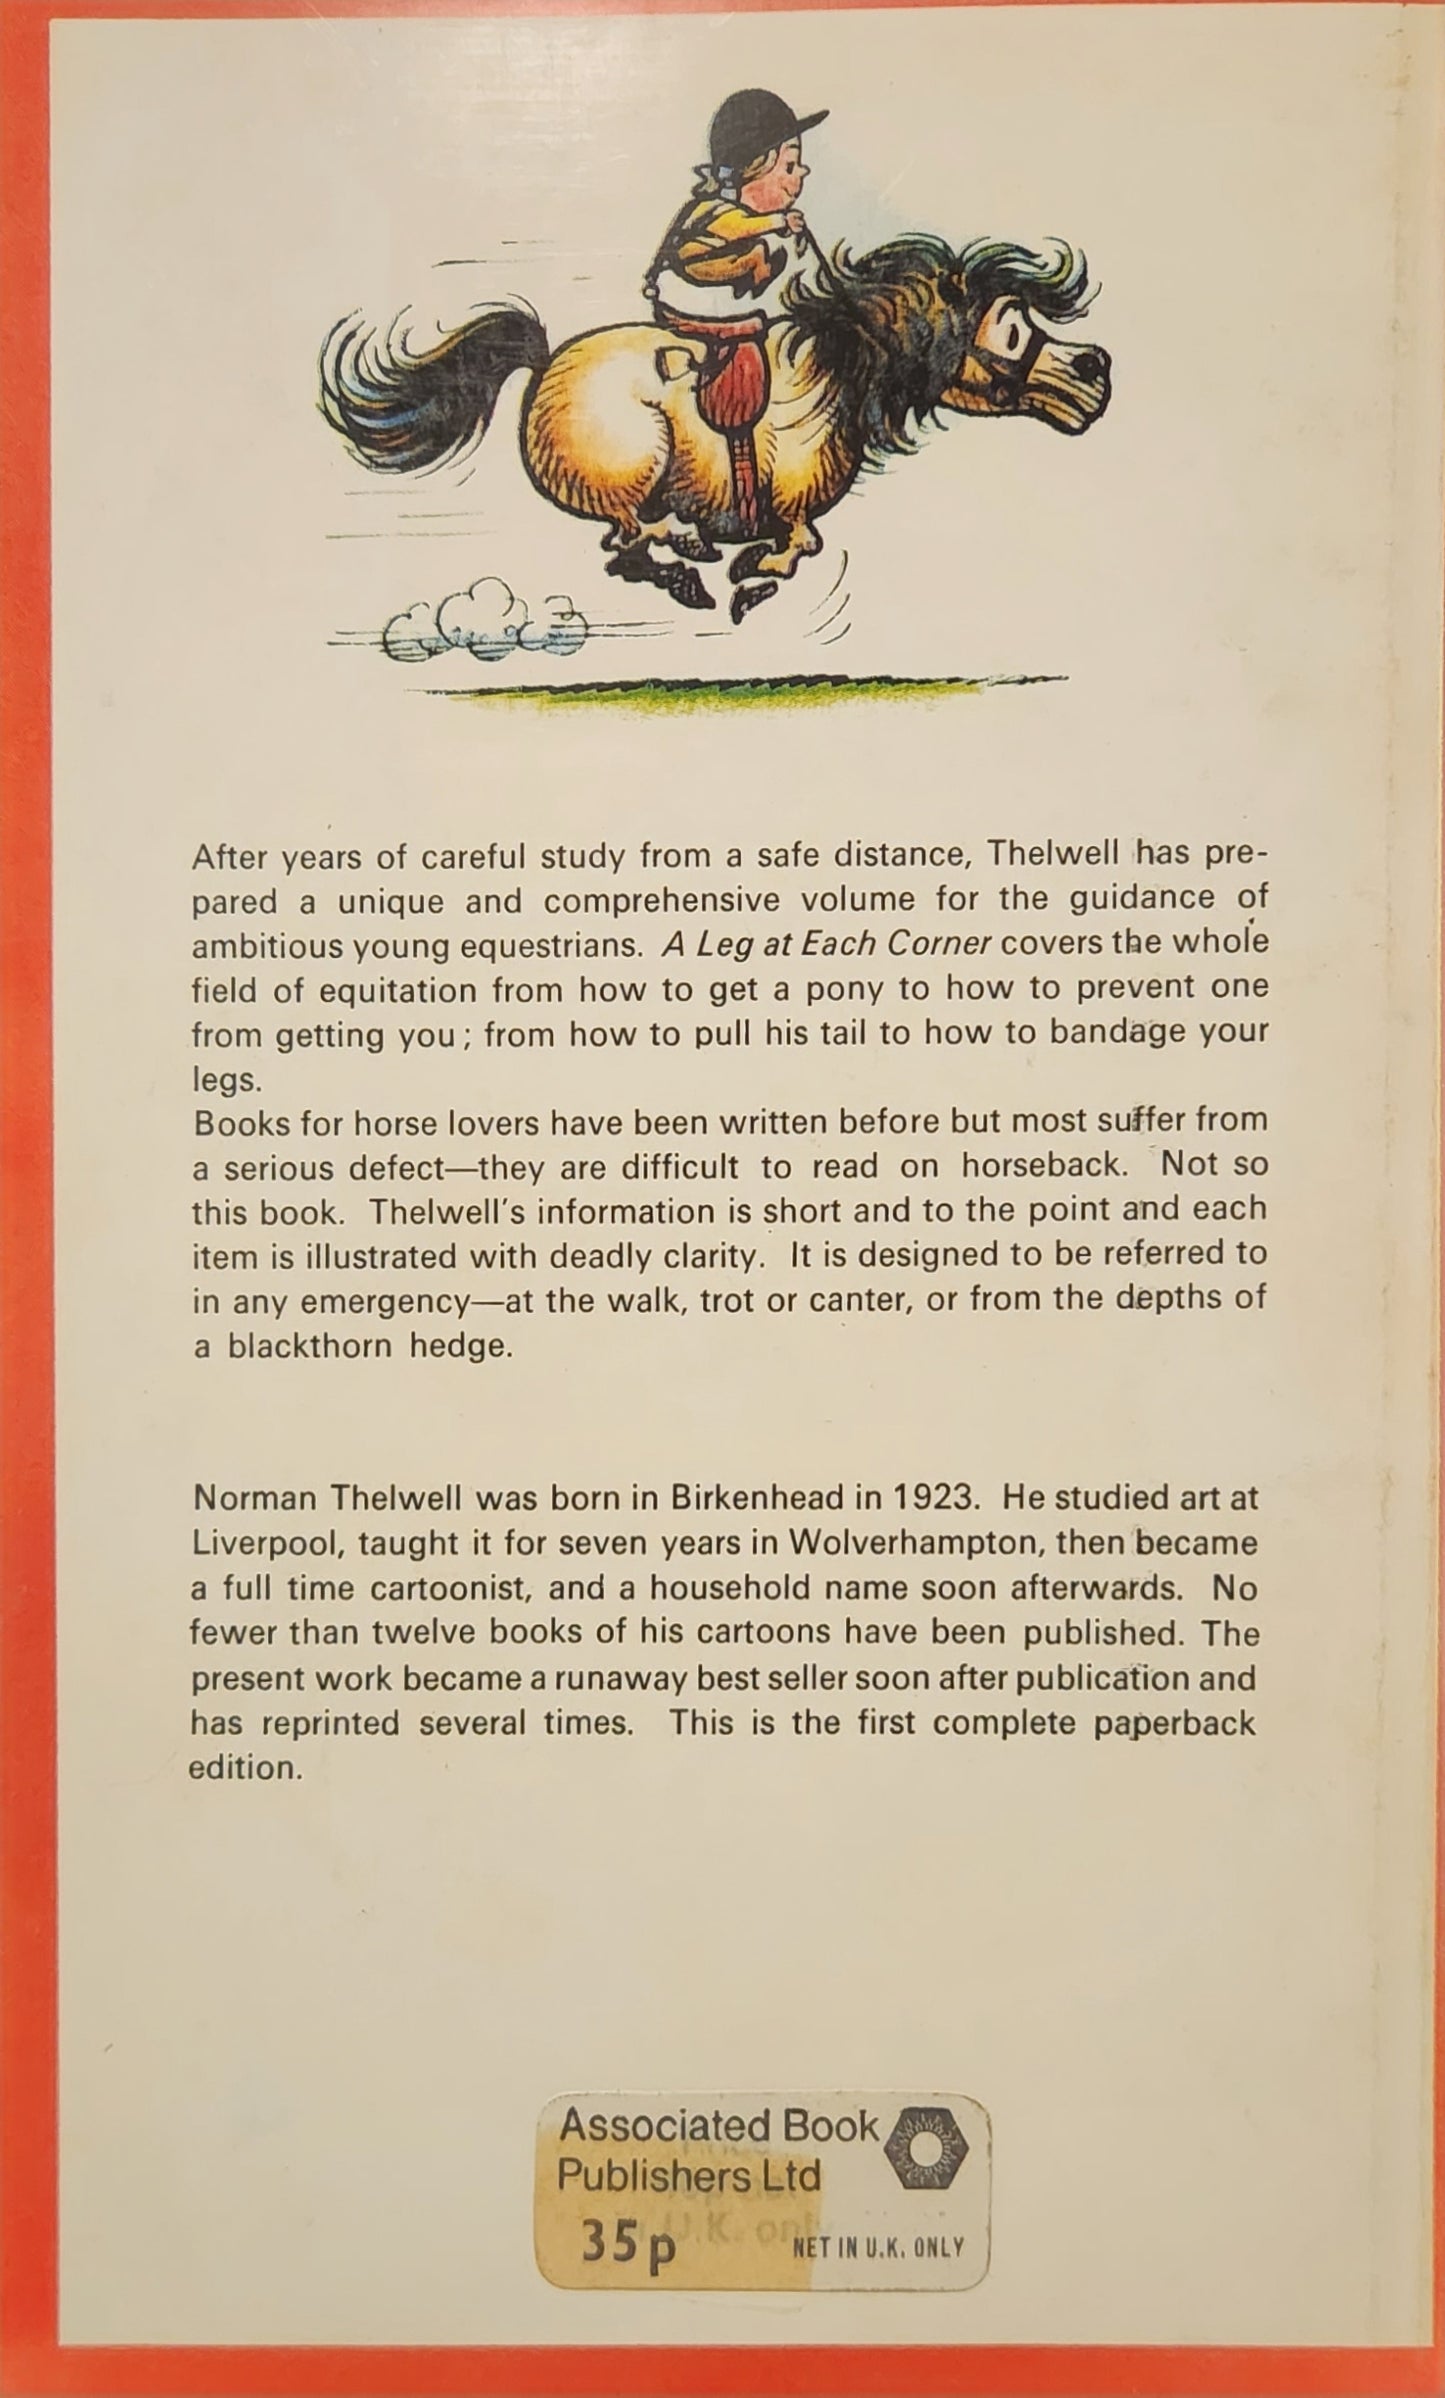 After years of careful study from a safe distance, Thelwell has pre-
pared a unique and comprehensive volume for the guidance of
ambitious young equestrians. A Leg at Each Corner covers the whole
field of equitation from how to get a pony to how to prevent one
from getting you; from how to pull his tail to how to bandage your
legs.
Books for horse lovers have been written before but most suffer from
a serious defect—they are difficult to read on horseback. Not so
this book. Thelwell's information is short and to the point and each
item is illustrated with deadly clarity. It is designed to be referred to
in any emergency—at the walk, trot or canter, or from the depths of
a blackthorn hedge.
Norman Thelwell was born in Birkenhead in 1923. He studied art at
Liverpool, taught it for seven years in Wolverhampton, then became
a full time cartoonist, and a household name soon afterwards. No
fewer than twelve books of his cartoons have been published. The
present work became a runaway best seller soon after publication and
has reprinted several times. This is the first complete paperback
edition.
Associated Book
Publishers Ltd
35p NET IN U.K. ONLY
U.K. only